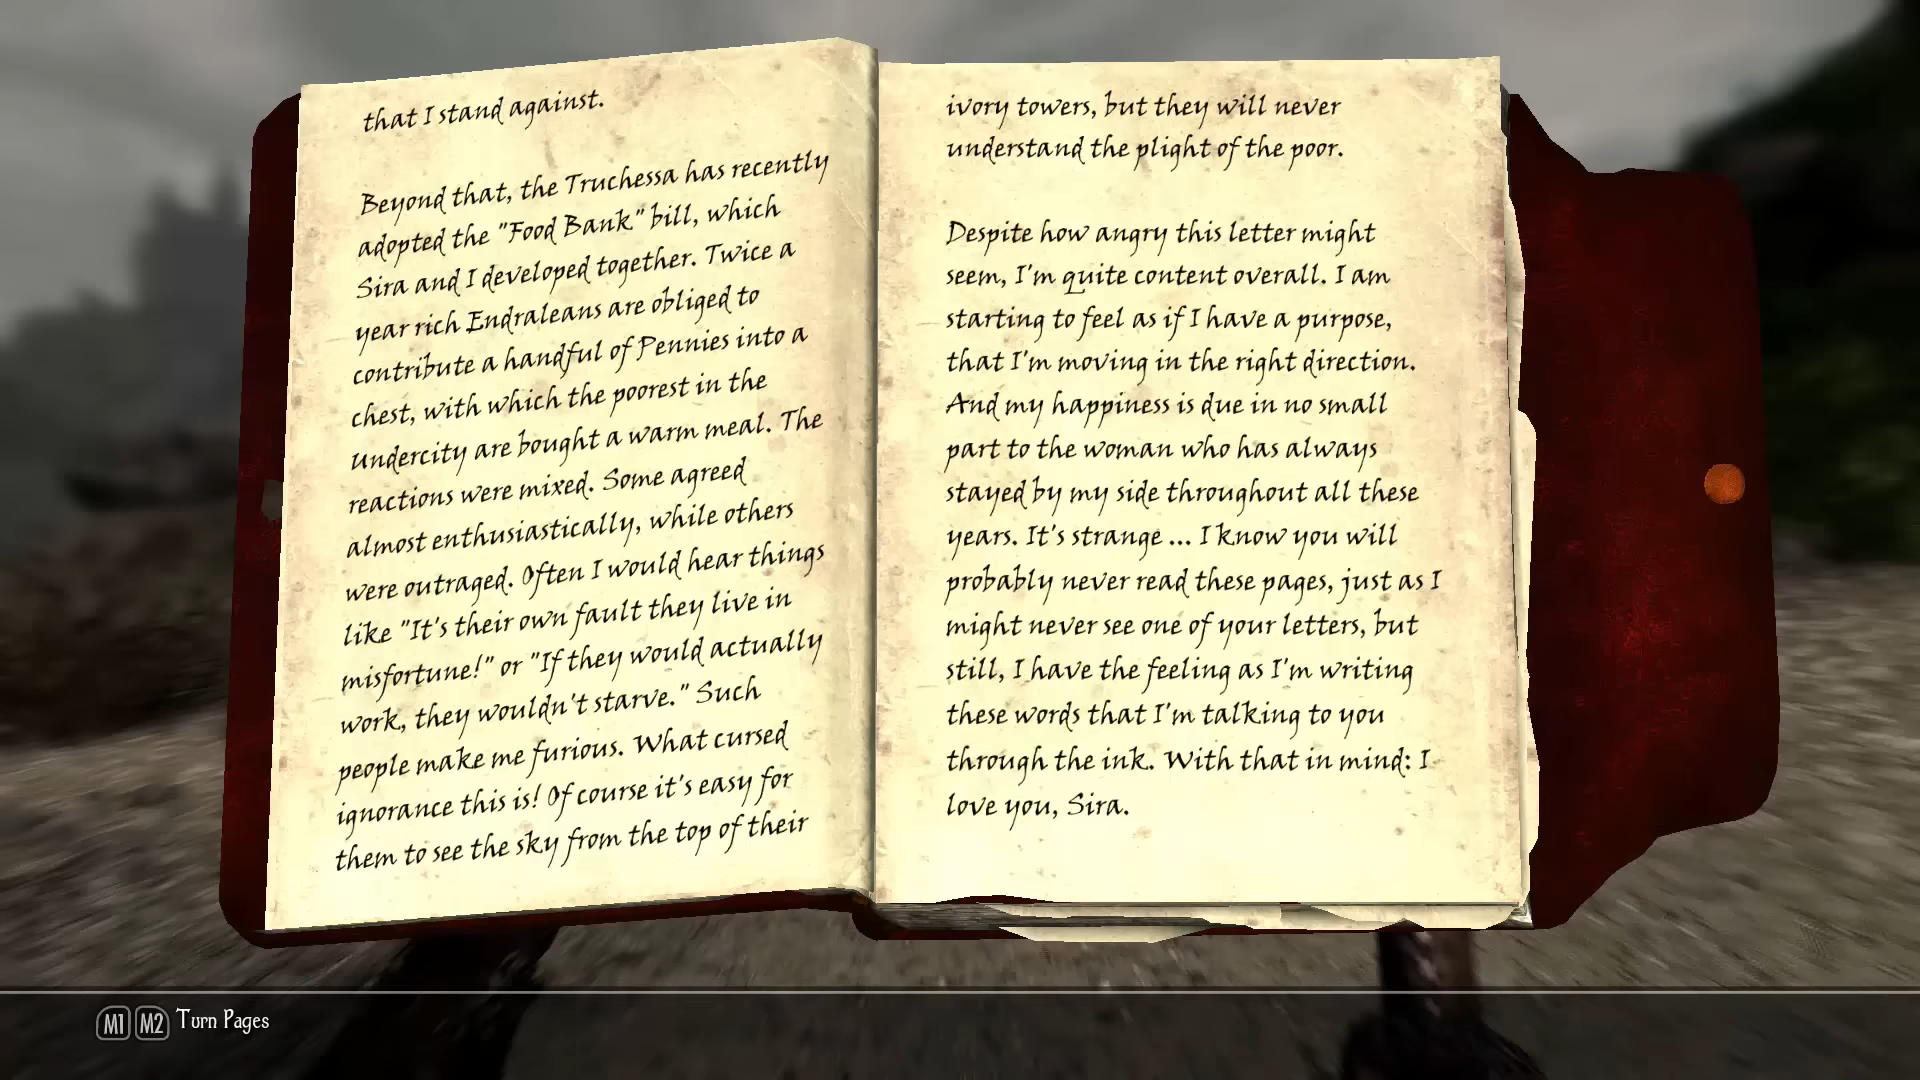 that I stand against.
Beyond that, the Truchessa has recently
adopted the "Food Bank" bill, which
Sira and I developed together. Twice a
year rich Endraleans are obliged to
contribute a handful of Pennies into a
chest, with which the poorest in the
Undercity are bought a warm meal. The
reactions were mixed. Some agreed
almost enthusiastically, while others
were outraged. Often I would hear things
like "It's their own fault they live in
misfortune!" or "If they would actually
work, they wouldn't starve." Such
people make me furious. What cursed
ignorance this is! Of course it's easy for
them to see the sky from the top of their
ivory towers, but they will never
understand the plight of the poor.
Despite how angry this letter might
seem, I'm quite content overall. I am
starting to feel as if I have a purpose,
that I'm moving in the right direction.
And my happiness is due in no small
part to the woman who has always
stayed by my side throughout all these
years. It's strange ... I know you will
probably never read these pages, just as I
might never see one of your letters, but
still, I have the feeling as I'm writing
these words that I'm talking to you
through the ink. With that in mind: I
love you, Sira.
M1 M2 Turn Pages